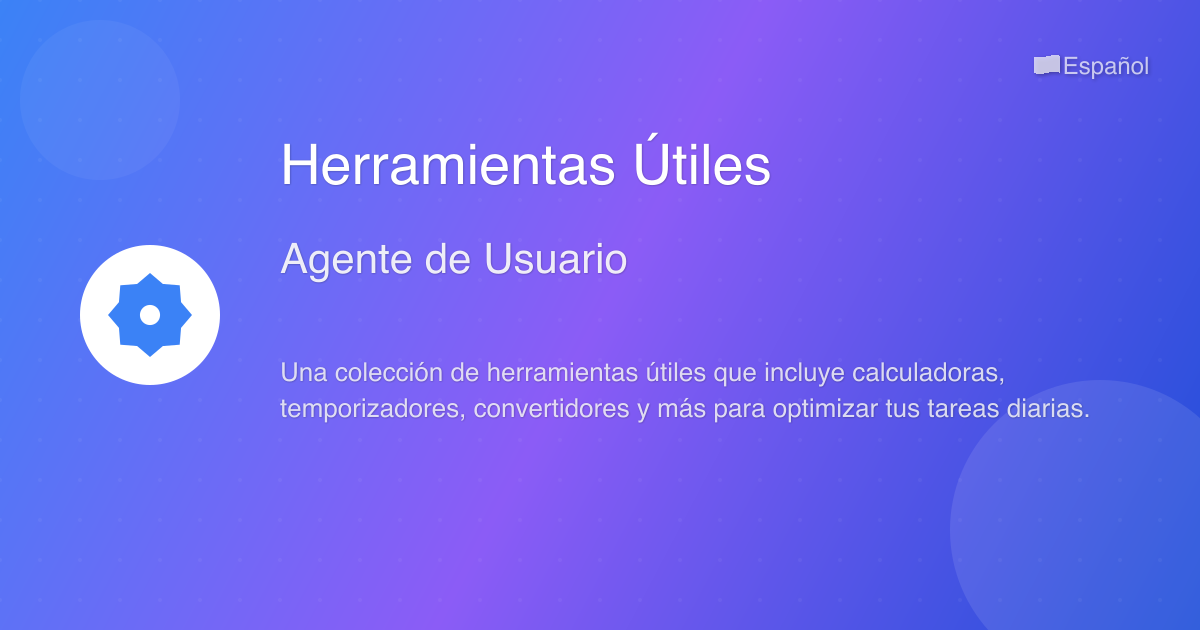 Español
Herramientas Útiles
Agente de Usuario
Una colección de herramientas útiles que incluye calculadoras,
temporizadores, convertidores y más para optimizar tus tareas diarias.